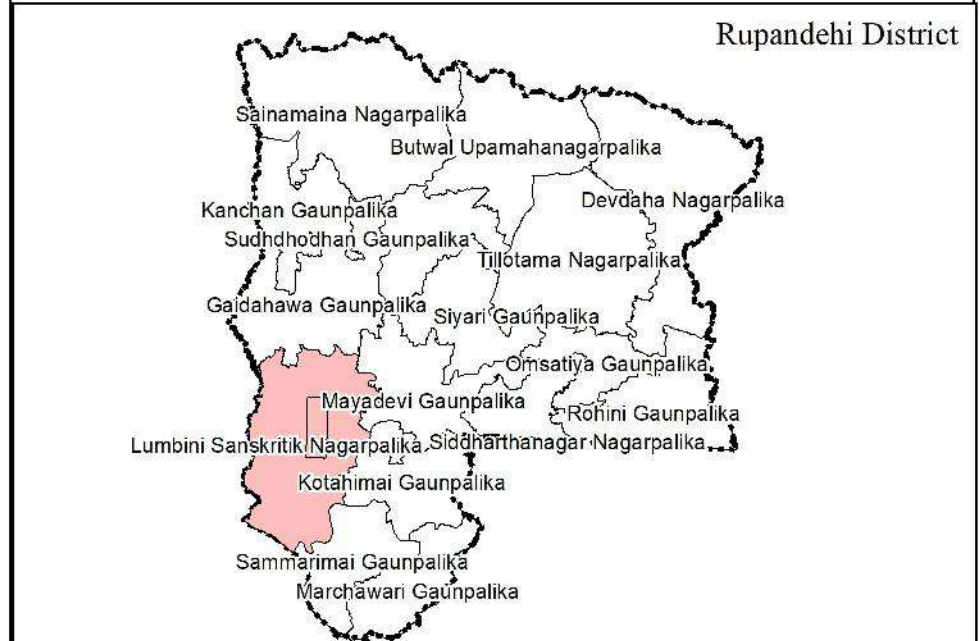 Rupandehi District
Sainamaina Nagarpalika
Butwal Upamahanagarpalika
Devdaha Nagarpalika
Kanchan Gaunpalika
Sudhdhodhan Gaunpalika
Tillotama Nagarpalika
Gaidahawa Gaunpalika
Siyari Gaunpalika
Omsatiya Gaunpalika
Mayadevi Gaunpalika
Rohini Gaunpalika
Lumbini Sanskritik Nagarpalika
Siddharthanagar Nagarpalika
Kotahimai Gaunpalika
Sammarimai Gaunpalika
Marchawari Gaunpalika